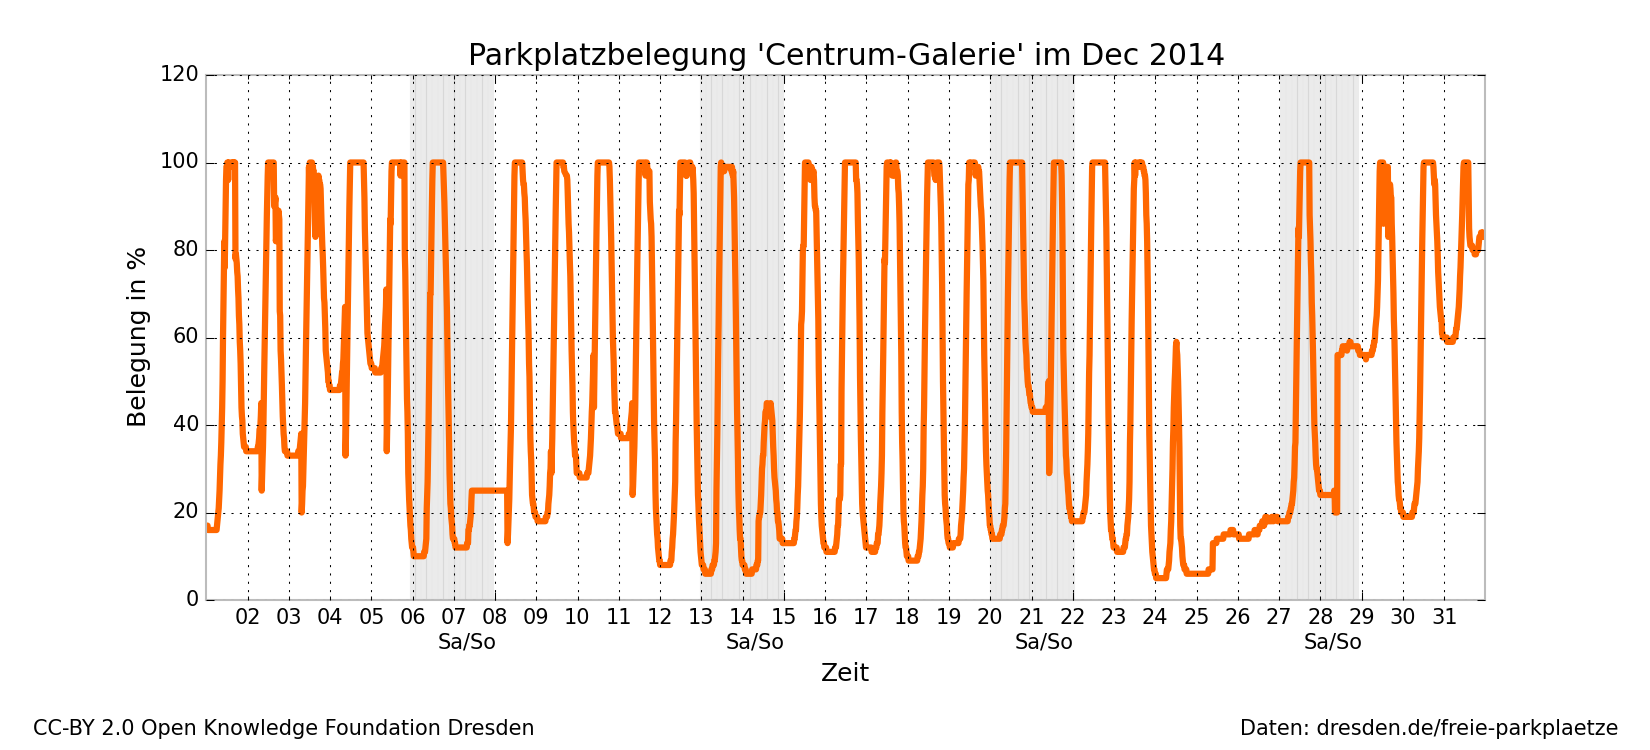 Parkplatzbelegung 'Centrum-Galerie' im Dec 2014
120
100
80
60
40
20
0
Belegung in %
02 03 04 05 06 07 08 09 10 11 12 13 14 15 16 17 18 19 20 21 22 23 24 25 26 27 28 29 30 31
Sa/So Sa/So Sa/So Sa/So
Zeit
CC-BY 2.0 Open Knowledge Foundation Dresden
Daten: dresden.de/freie-parkplaetze